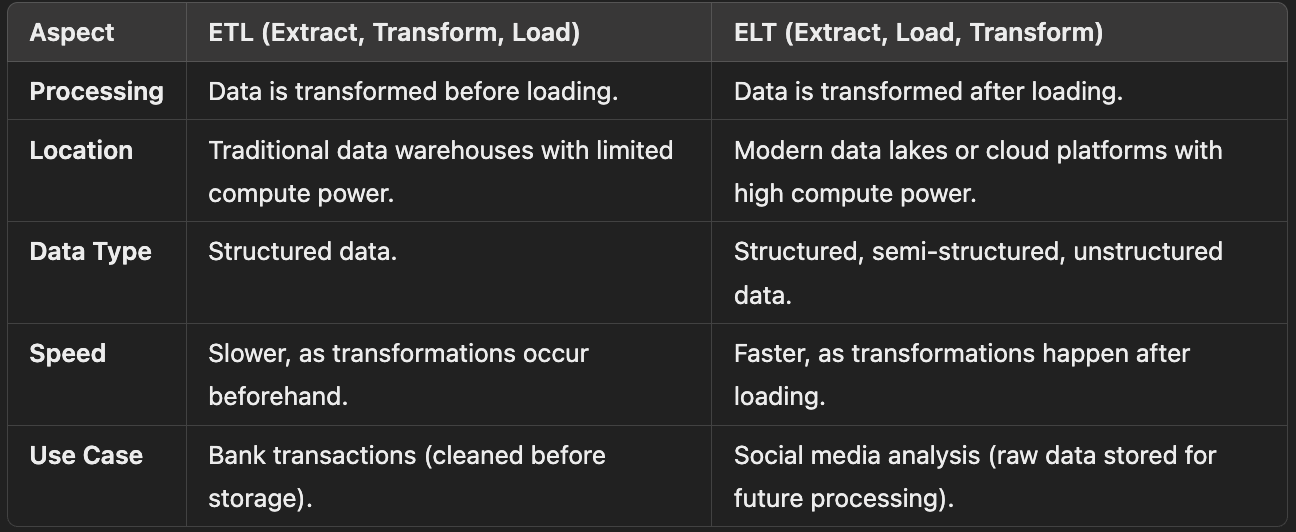 Aspect ETL (Extract, Transform, Load) ELT (Extract, Load, Transform)
Processing Data is transformed before loading. Data is transformed after loading.
Location Traditional data warehouses with limited Modern data lakes or cloud platforms with
compute power. high compute power.
Data Type Structured data. Structured, semi-structured, unstructured
data.
Speed Slower, as transformations occur Faster, as transformations happen after
beforehand. loading.
Use Case Bank transactions (cleaned before Social media analysis (raw data stored for
storage). future processing).